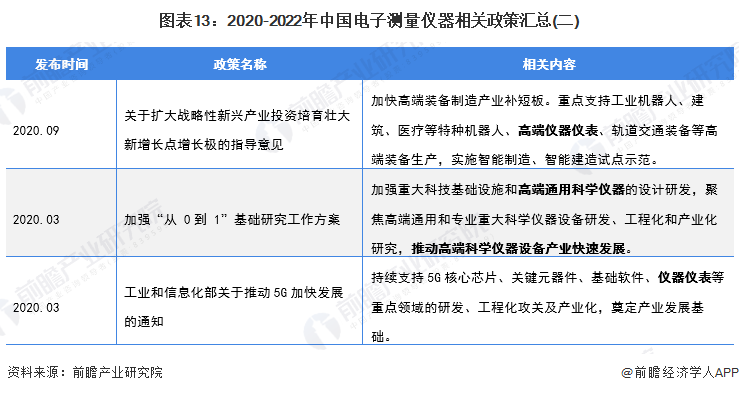 图表13：2020-2022年中国电子测量仪器相关政策汇总(二)
发布时间
政策名称
相关内容
2020.09
关于扩大战略性新兴产业投资培育壮大
新增长点增长极的指导意见
加快高端装备制造产业补短板。重点支持工业机器人、建
筑、医疗等特种机器人、高端仪器仪表、轨道交通装备等高
端装备生产，实施智能制造、智能建造试点示范。
2020.03
加强“从 0 到 1”基础研究工作方案
加强重大科技基础设施和高端通用科学仪器的设计研发，聚
焦高端通用和专业重大科学仪器设备研发、工程化和产业化
研究，推动高端科学仪器设备产业快速发展。
2020.03
工业和信息化部关于推动5G加快发展
的通知
持续支持5G核心芯片、关键元器件、基础软件、仪器仪表等
重点领域的研发、工程化攻关及产业化，奠定产业发展基
础。
资料来源：前瞻产业研究院
@前瞻经济学人APP
前瞻产业研究院